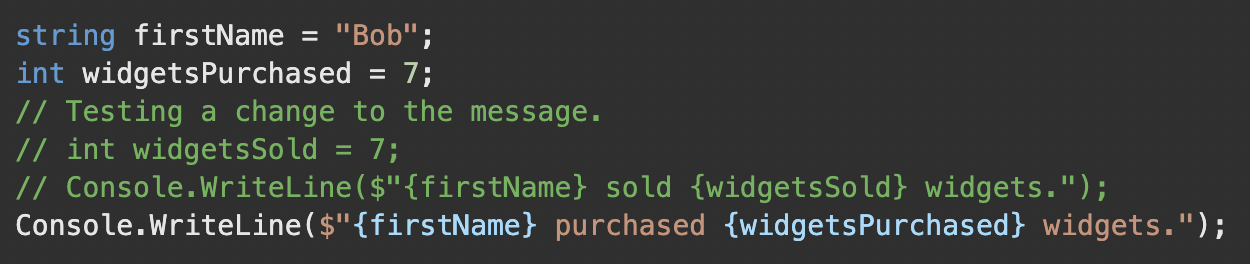 string firstName = "Bob";
int widgetsPurchased = 7;
// Testing a change to the message.
// int widgetsSold = 7;
// Console.WriteLine($"{firstName} sold {widgetsSold} widgets.");
Console.WriteLine($"{firstName} purchased {widgetsPurchased} widgets.");